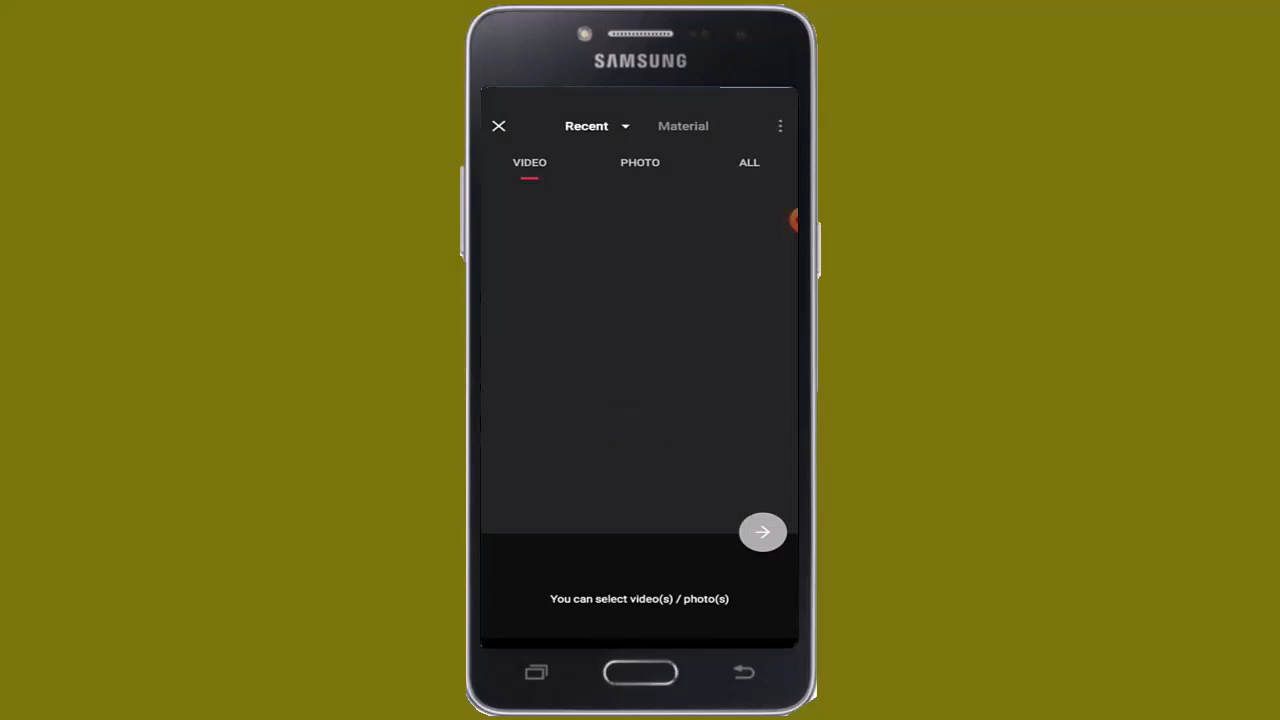 SAMSUNG
Recent Material
VIDEO PHOTO ALL
You can select video(s) / photo(s)